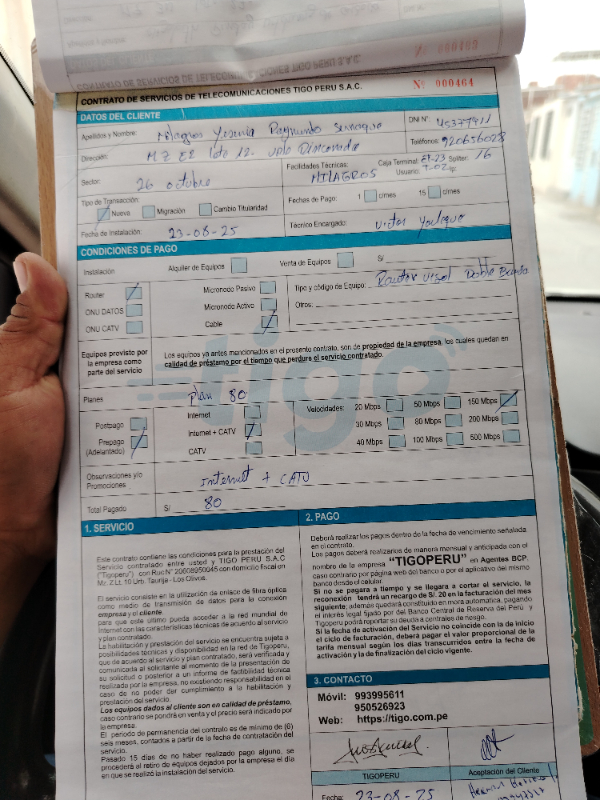 Nº 000463
CONTRATO DE SERVICIOS DE TELECOMUNICACIONES TIGO PERU S.A.C.
CONTRATO DE SERVICIOS DE TELECOMUNICACIONES TIGO PERU S.A.C. Nº 000464
DATOS DEL CLIENTE
Apellidos y Nombre: Milagros Yesenia Raymundo DNI Nº: 45377911
Dirección: MZ EE lote 12. Teléfonos: 920656028
Sector: 26 octubre
Facilidades Técnicas: Caja Terminal: Spliter: 16
MILAGROS Usuario: Ip:
Tipo de Transacción: Fechas de Pago: 1 c/mes 15 c/mes
Nueva Migración Cambio Titularidad
Fecha de Instalación: 23-08-25 Técnico Encargado: Victor
CONDICIONES DE PAGO
Instalación Alquiler de Equipos Venta de Equipos S/
Router Micronodo Pasivo Tipo y código de Equipo: Router Doble Banda
ONU DATOS Micronodo Activo Otros:
ONU CATV Cable
Equipos provisto por la empresa como parte del servicio
Los equipos ya antes mencionados en el presente contrato, son de propiedad de la empresa, los cuales quedan en
calidad de préstamo por el tiempo que perdure el servicio contratado.
tigo
Planes Plan 80
Postpago Internet Velocidades: 20 Mbps 50 Mbps 150 Mbps
Prepago (Adelantado) Internet + CATV 30 Mbps 80 Mbps 200 Mbps
CATV 40 Mbps 100 Mbps 500 Mbps
Observaciones y/o Promociones Internet + CATV
Total Pagado S/ 80
1. SERVICIO
Este contrato contiene las condiciones para la prestación del
Servicio contratado entre usted y TIGO PERU S.A.C
("Tigoperu") con Ruc N° 20608950945 con domicilio fiscal en
Mz. Z Lt. 10 Urb. Taurija - Los Olivos.
El servicio consiste en la utilización de enlace de fibra óptica
como medio de transmisión de datos para la conexión
empresa y el cliente
para que este último pueda acceder a la red mundial de
Internet con las características técnicas de acuerdo al servicio
y plan contratado.
La habilitación y prestación del servicio se encuentra sujeta a
posibilidades técnicas y disponibilidad en la red de Tigoperu,
que de acuerdo al servicio y plan contratado, será verificada y
comunicada al solicitante al momento de la presentación de
su solicitud o posterior a un informe de factibilidad técnica
realizada por la empresa, no existiendo responsabilidad en el
caso de no poder dar cumplimiento a la habilitación y
prestación del servicio.
Los equipos dados al cliente son en calidad de préstamo,
caso contrario se pondrá en venta y el precio será indicado por
la empresa.
El periodo de permanencia del contrato es de mínimo de (6)
seis meses, contados a partir de la fecha de contratación del
servicio.
Pasado 15 días de no haber realizado pago alguno, se
procederá al retiro de equipos dejados por la empresa el día
en que se realizó la instalación del servicio.
2. PAGO
Deberá realizar los pagos dentro de la fecha de vencimiento señalada
en el contrato.
Los pagos deberá realizarlos de manera mensual y anticipada con el
nombre de la empresa "TIGOPERU" en Agentes BCP,
caso contrario por página web del banco o por el aplicativo del mismo
banco desde el celular.
Si no se pagara a tiempo y se llegara a cortar el servicio, la
reconexión tendrá un recargo de S/. 20 en la facturación del mes
siguiente, además quedará constituido en mora automática, pagando
el interés legal fijado por del Banco Central de Reserva del Perú y
Tigoperu podrá reportar su deuda a centrales de riesgo.
Si la fecha de activación del Servicio no coincide con la de inicio
el ciclo de facturación, deberá pagar el valor proporcional de la
tarifa mensual según los días transcurridos entre la fecha de
activación y la de finalización del ciclo vigente.
3. CONTACTO
Móvil: 993995611
950526923
Web: https://tigo.com.pe
TIGOPERU Aceptación del Cliente
Fecha: 23-08-25